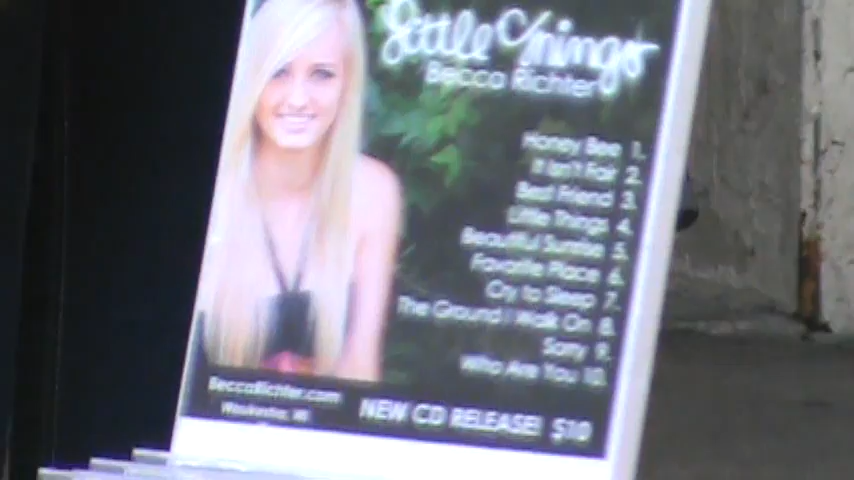 Little Things
Becca Richter
Honey Bee 1.
It Isn't Fair 2.
Best Friend 3.
Little Things 4.
Beautiful Sunrise 5.
Favorite Place 6.
Cry to Sleep 7.
The Ground I Walk On 8.
Sorry 9.
Who Are You 10.
BeccaRichter.com
Waukesha, WI
NEW CD RELEASE! $10